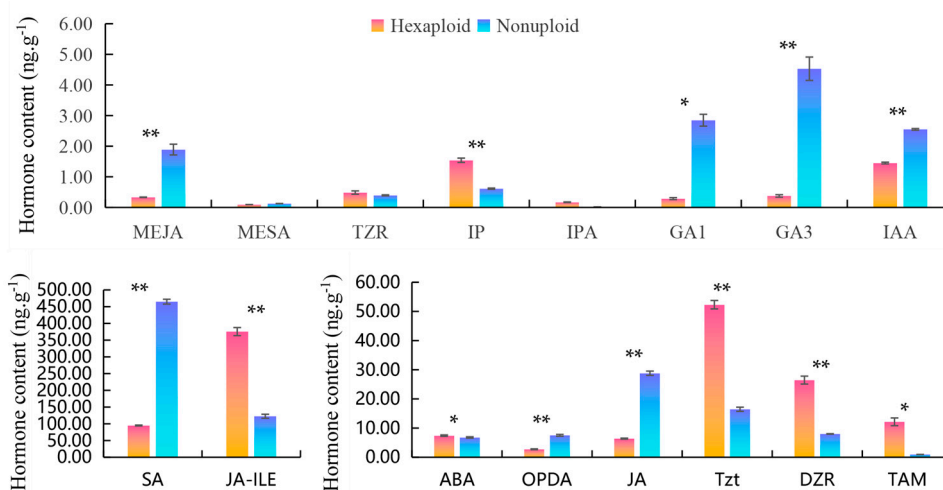 Hexaploid Nonuploid
Hormone content (ng.g-1)
6.00
5.00
4.00
3.00
2.00
1.00
0.00
** ** * ** **
MEJA MESA TZR IP IPA GA1 GA3 IAA
Hormone content (ng.g-1)
500.00
450.00
400.00
350.00
300.00
250.00
200.00
150.00
100.00
50.00
0.00
** **
SA JA-ILE
Hormone content (ng.g-1)
60.00
50.00
40.00
30.00
20.00
10.00
0.00
* ** ** ** ** *
ABA OPDA JA Tzt DZR TAM